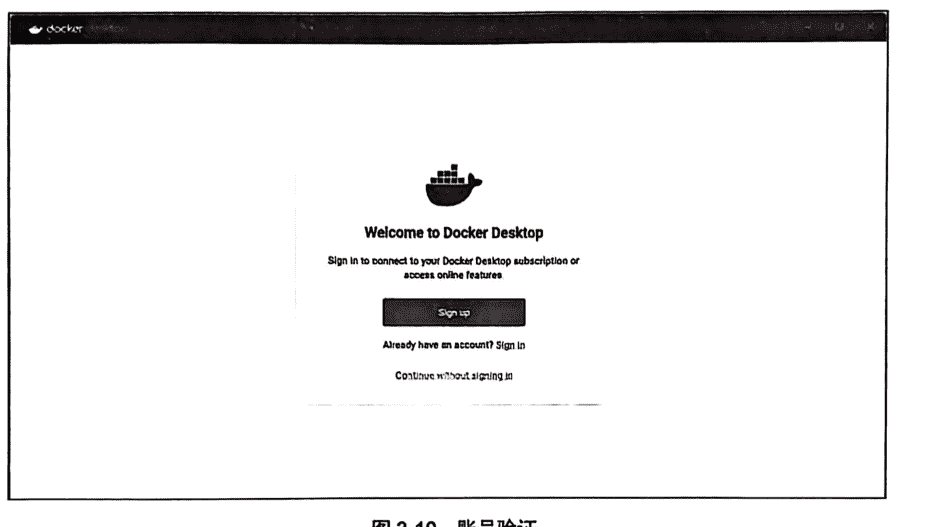 docker desktop
Welcome to Docker Desktop
Sign in to connect to your Docker Desktop subscription or
access online features
Sign up
Already have an account? Sign in
Continue without signing in
图 2-10 账号验证